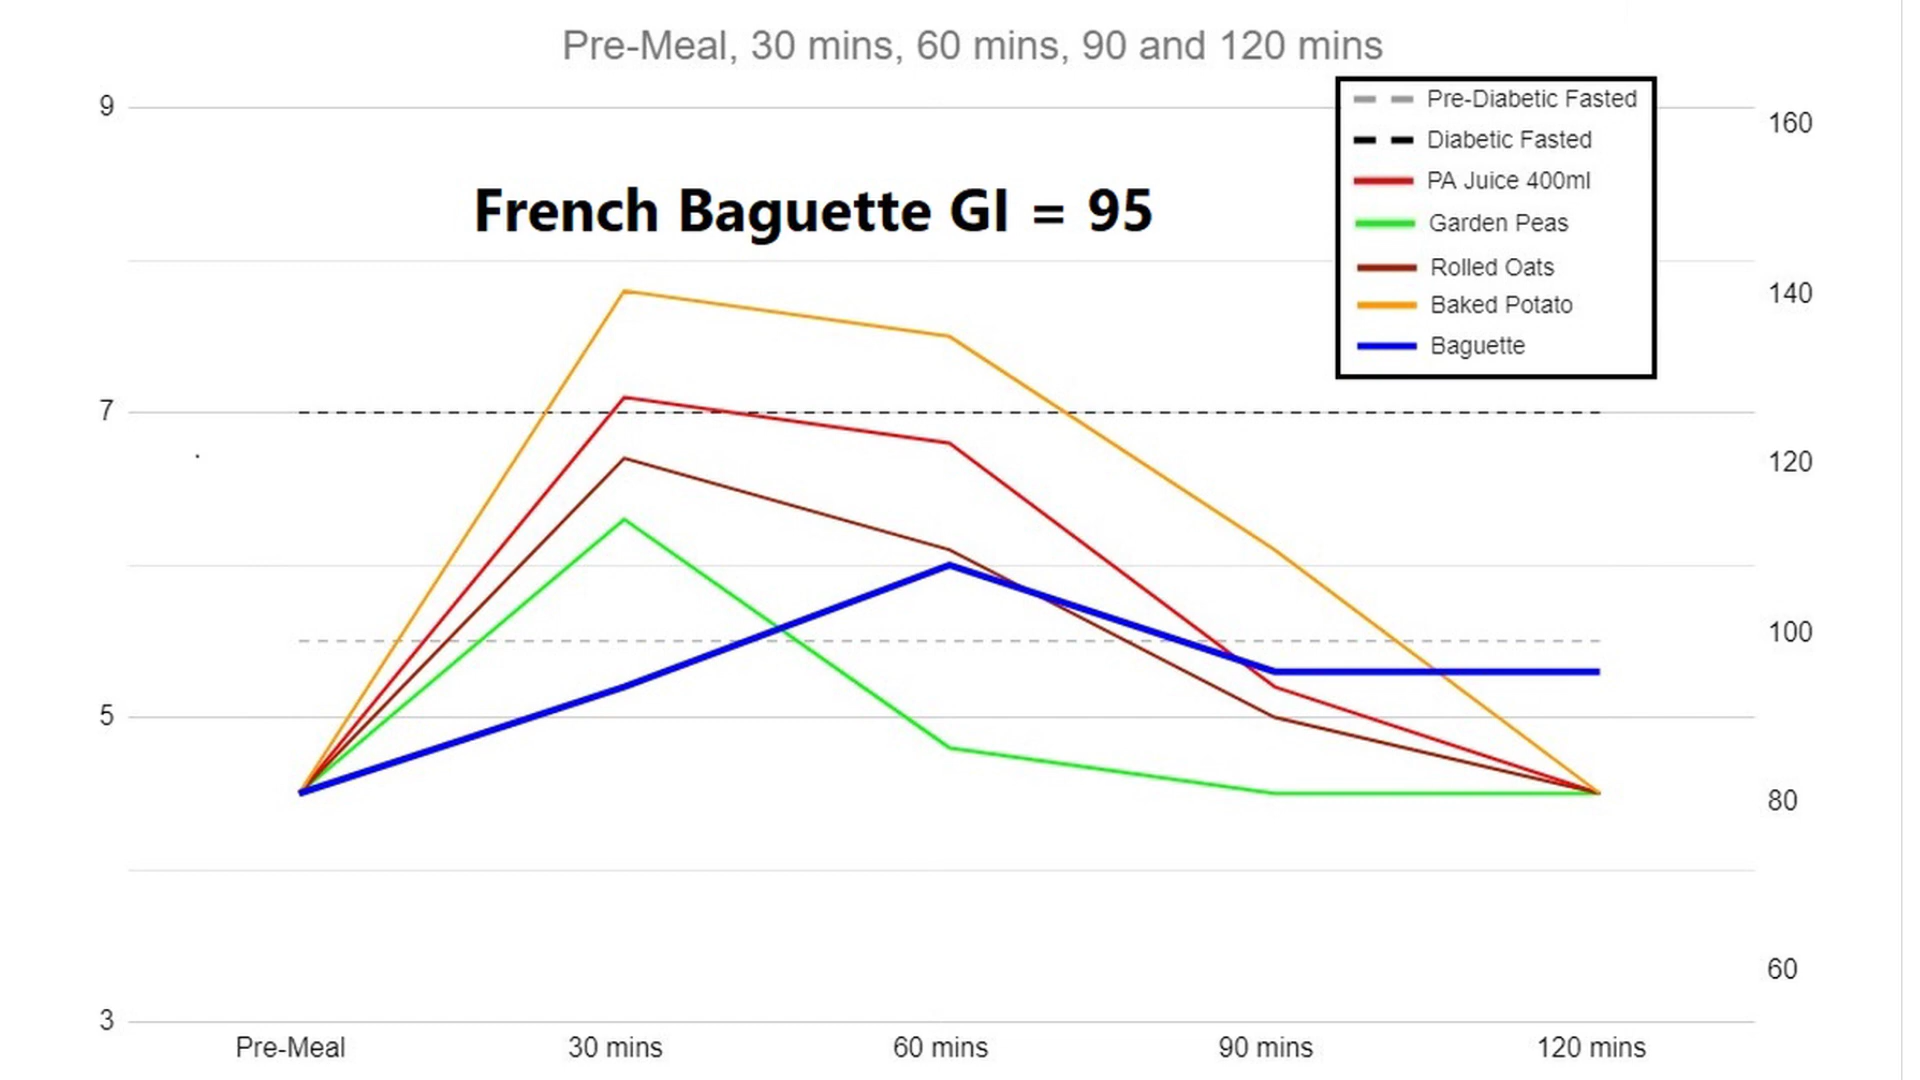 Pre-Meal, 30 mins, 60 mins, 90 and 120 mins
French Baguette GI = 95
Pre-Diabetic Fasted
Diabetic Fasted
PA Juice 400ml
Garden Peas
Rolled Oats
Baked Potato
Baguette
9
7
5
3
160
140
120
100
80
60
Pre-Meal
30 mins
60 mins
90 mins
120 mins